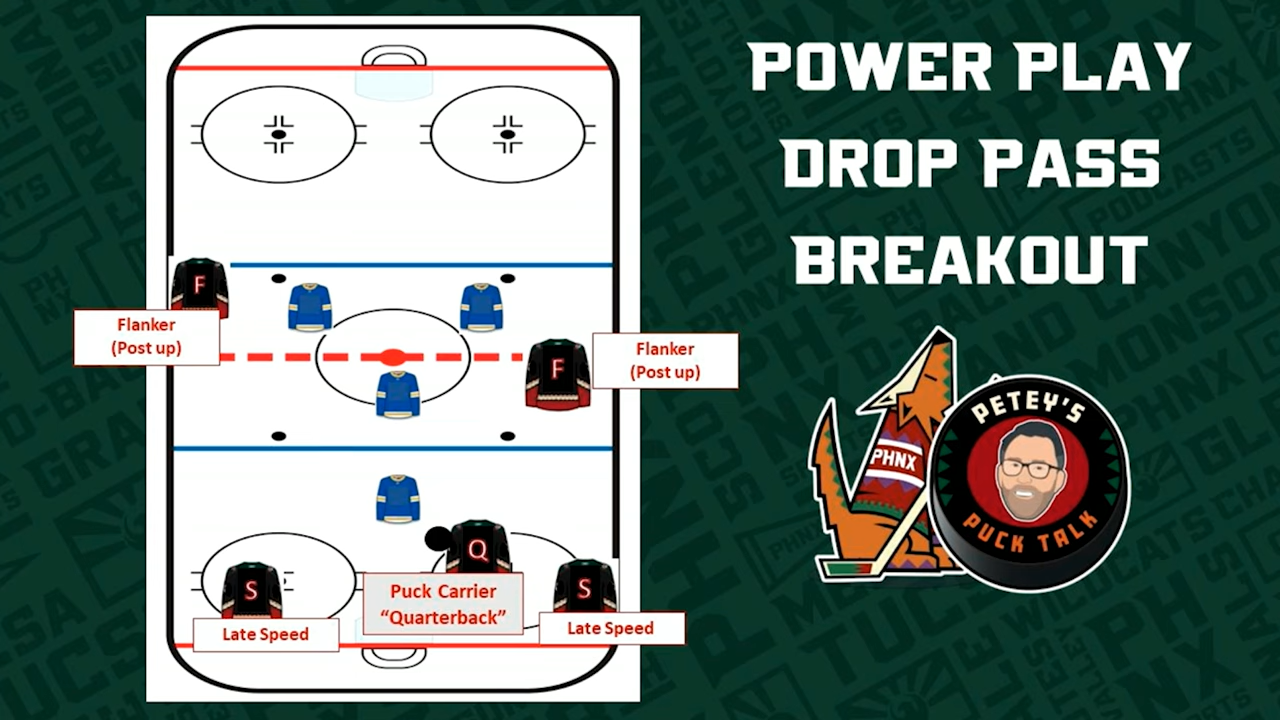 POWER PLAY
DROP PASS
BREAKOUT
F
Flanker
(Post up)
F
Flanker
(Post up)
Q
Puck Carrier
“Quarterback”
S
Late Speed
S
Late Speed
PHNX
PETEY'S
PUCK TALK